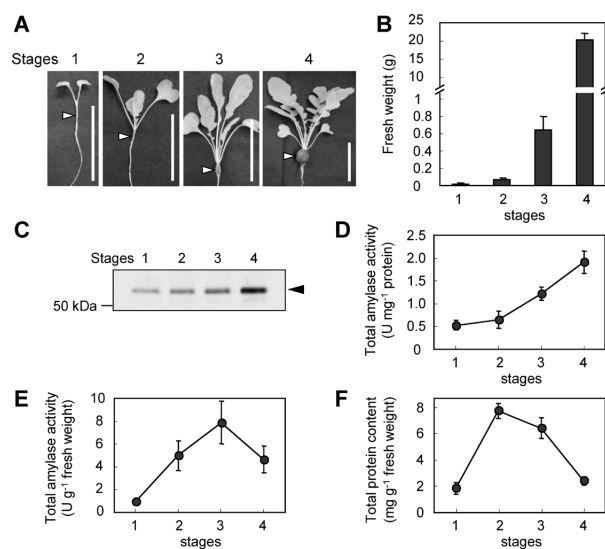 A
Stages 1 2 3 4
B
Fresh weight (g)
25
20
15
10
5
1
0.8
0.6
0.4
0.2
0
1 2 3 4
stages
C
Stages 1 2 3 4
50 kDa
D
Total amylase activity
(U mg-1 protein)
2.5
2.0
1.5
1.0
0.5
0
1 2 3 4
stages
E
Total amylase activity
(U g-1 fresh weight)
10
8
6
4
2
0
1 2 3 4
stages
F
Total protein content
(mg g-1 fresh weight)
8
6
4
2
0
1 2 3 4
stages